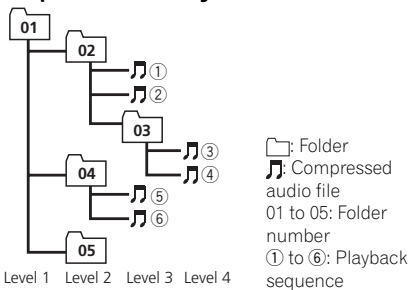 01
02
①
②
03
③
④
04
⑤
⑥
05
Level 1 Level 2 Level 3 Level 4
: Folder
: Compressed
audio file
01 to 05: Folder
number
① to ⑥: Playback
sequence